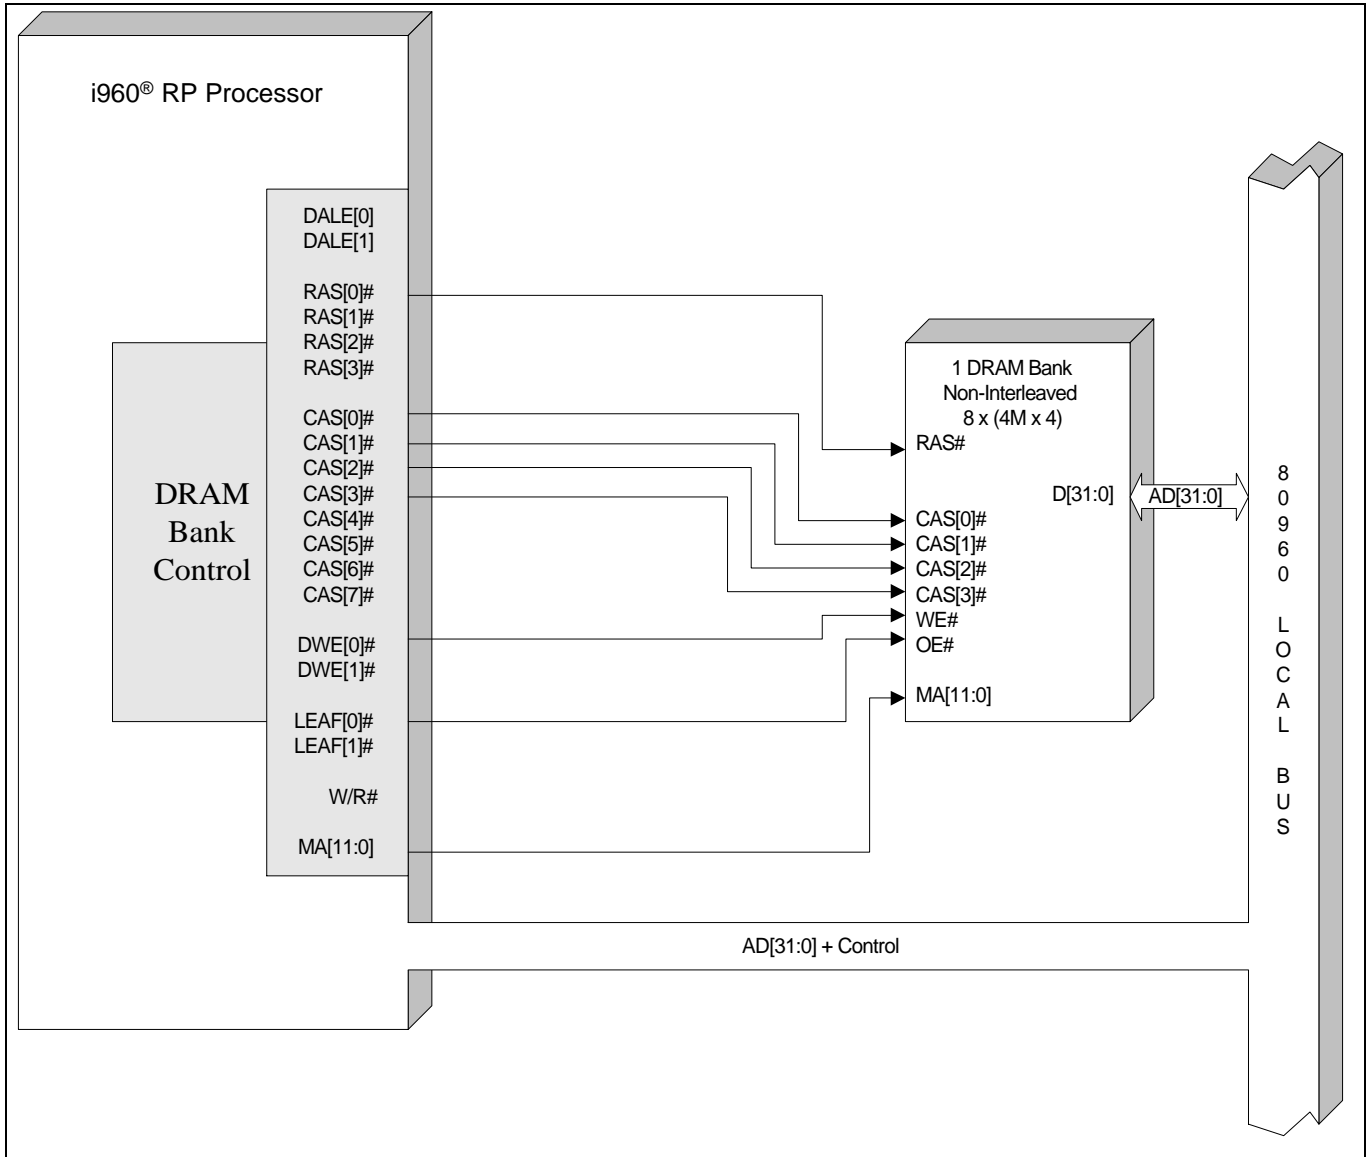 i960® RP Processor
DALE[0]
DALE[1]
RAS[0]#
RAS[1]#
RAS[2]#
RAS[3]#
CAS[0]#
CAS[1]#
CAS[2]#
CAS[3]#
CAS[4]#
CAS[5]#
CAS[6]#
CAS[7]#
DWE[0]#
DWE[1]#
LEAF[0]#
LEAF[1]#
W/R#
MA[11:0]
DRAM
Bank
Control
1 DRAM Bank
Non-Interleaved
8 x (4M x 4)
RAS#
D[31:0]
CAS[0]#
CAS[1]#
CAS[2]#
CAS[3]#
WE#
OE#
MA[11:0]
AD[31:0]
80960 LOCAL BUS
AD[31:0] + Control